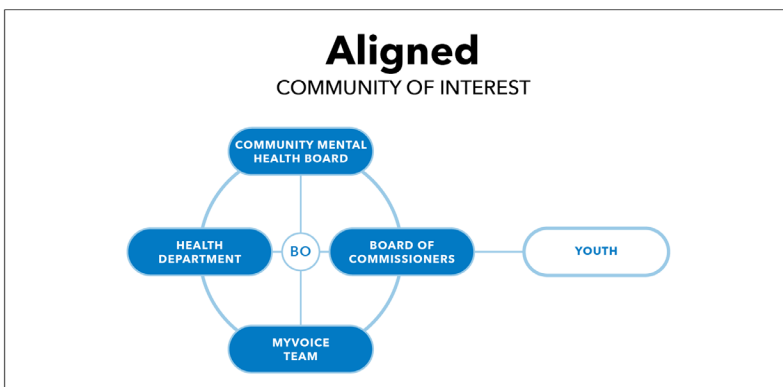 Aligned
COMMUNITY OF INTEREST
COMMUNITY MENTAL
HEALTH BOARD
HEALTH
DEPARTMENT
BO
BOARD OF
COMMISSIONERS
YOUTH
MYVOICE
TEAM